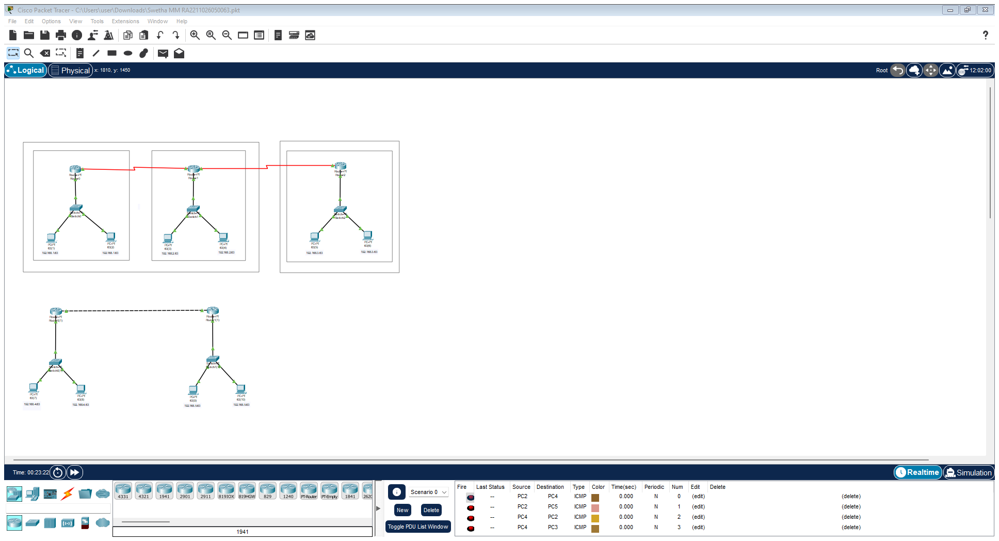 Cisco Packet Tracer - C:\Users\user\Downloads\Swetha MM RA2211026050063.pkt
File Edit Options View Tools Extensions Window Help
?
Logical Physical x: 1810, y: 1450 Root 12:02:00
Router-PT
Router0
Router-PT
Router1
Router-PT
Router2
Switch-PT
Switch0
Switch-PT
Switch1
Switch-PT
Switch2
PC-PT
63(1)
192.168.1.63
PC-PT
63(2)
192.168.1.63
PC-PT
63(3)
192.168.2.63
PC-PT
63(4)
192.168.2.63
PC-PT
63(5)
192.168.3.63
PC-PT
63(6)
192.168.3.63
Router-PT
Router0(1)
Router-PT
Router1(1)
Switch-PT
Switch0(1)
Switch-PT
Switch1(1)
PC-PT
63(7)
192.168.4.63
PC-PT
63(8)
192.168.4.63
PC-PT
63(9)
192.168.5.63
PC-PT
63(10)
192.168.5.63
Time: 00:23:22 Realtime Simulation
4331 4321 1941 2901 2911 819IOX 819HGW 829 1240 PT-Router PT-Empty 1841 262
1941
Scenario 0
New Delete
Toggle PDU List Window
Fire Last Status Source Destination Type Color Time(sec) Periodic Num Edit Delete
-- PC2 PC4 ICMP 0.000 N 0 (edit) (delete)
-- PC2 PC5 ICMP 0.000 N 1 (edit) (delete)
-- PC4 PC2 ICMP 0.000 N 2 (edit) (delete)
-- PC4 PC3 ICMP 0.000 N 3 (edit) (delete)